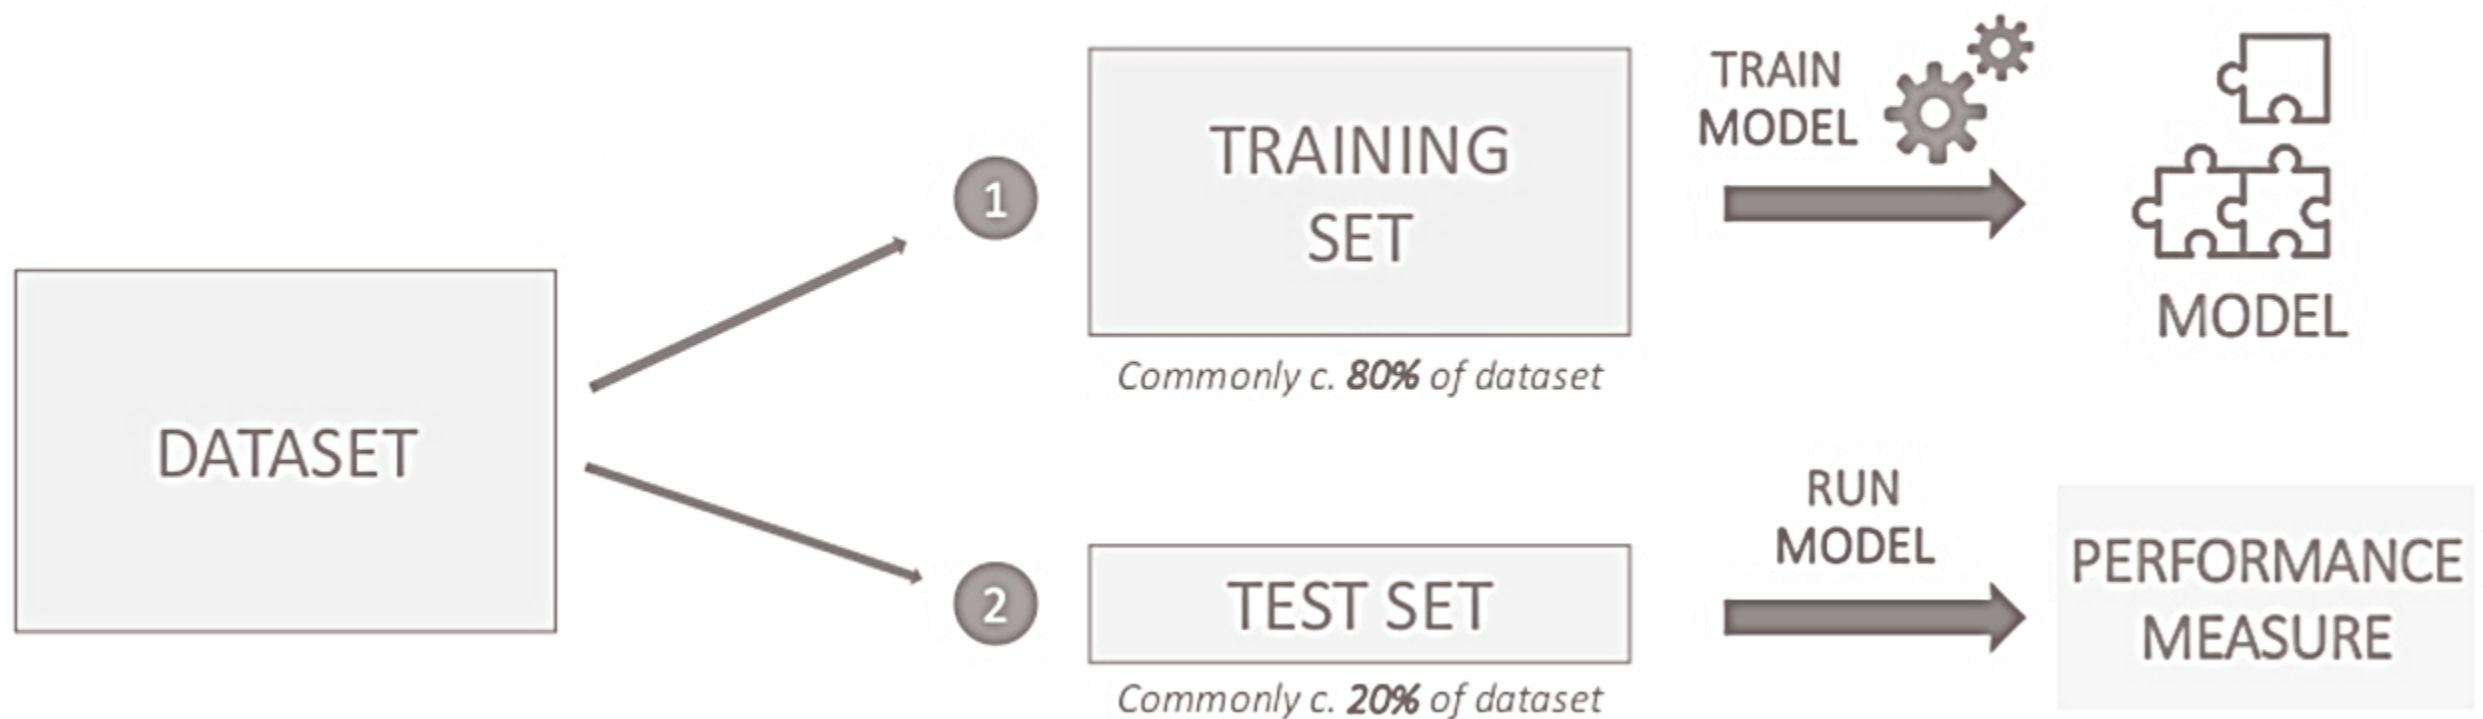 DATASET
1
TRAINING
SET
Commonly c. 80% of dataset
TRAIN
MODEL
MODEL
2
TEST SET
Commonly c. 20% of dataset
RUN
MODEL
PERFORMANCE
MEASURE